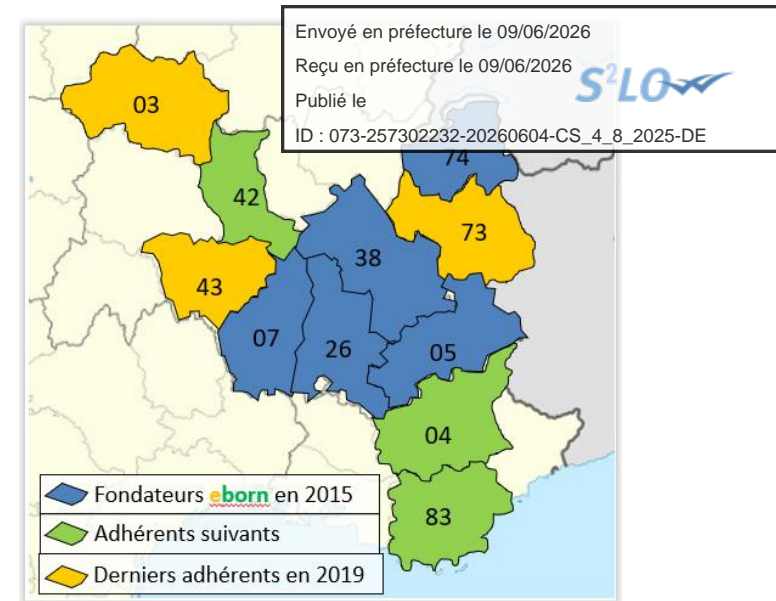 Envoyé en préfecture le 09/06/2026
Reçu en préfecture le 09/06/2026
Publié le
S²LOW
ID : 073-257302232-20260604-CS_4_8_2025-DE
03
74
42
73
38
43
07
26
05
04
83
Fondateurs eborn en 2015
Adhérents suivants
Derniers adhérents en 2019